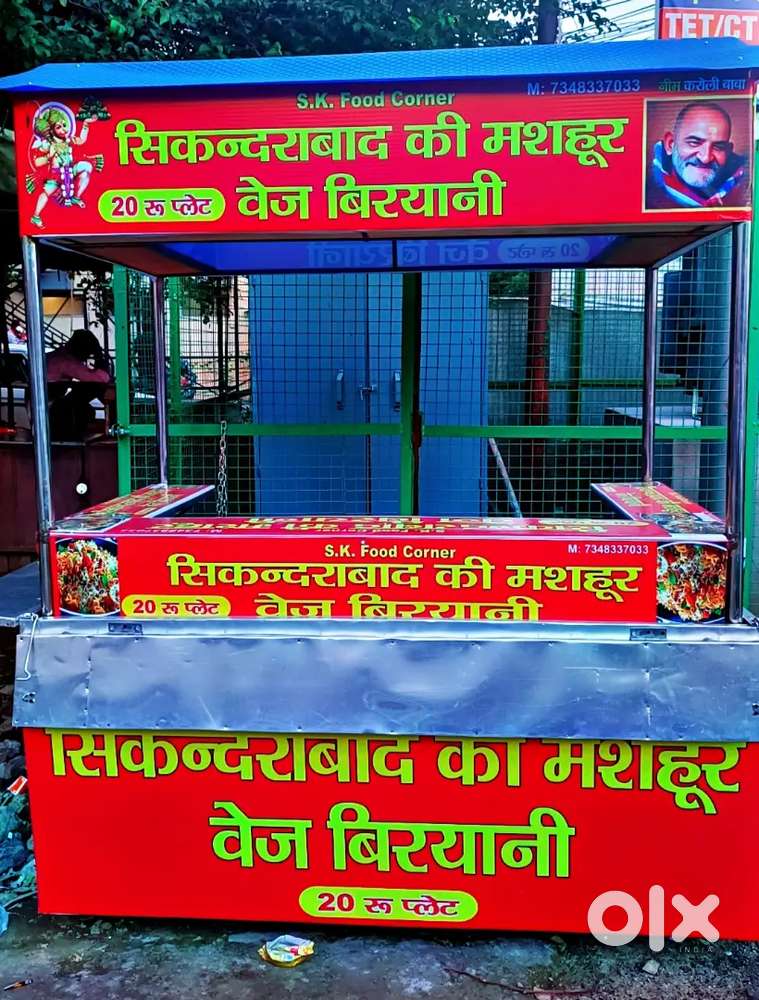 TET/CT
S.K. Food Corner
M: 7348337033
नीम करोली बाबा
सिकन्दराबाद की मशहूर
20 रू प्लेट वेज बिरयानी
S.K. Food Corner
M: 7348337033
सिकन्दराबाद की मशहूर
20 रू प्लेट वेज बिरयानी
सिकन्दराबाद की मशहूर
वेज बिरयानी
20 रू प्लेट
olx
INDIA